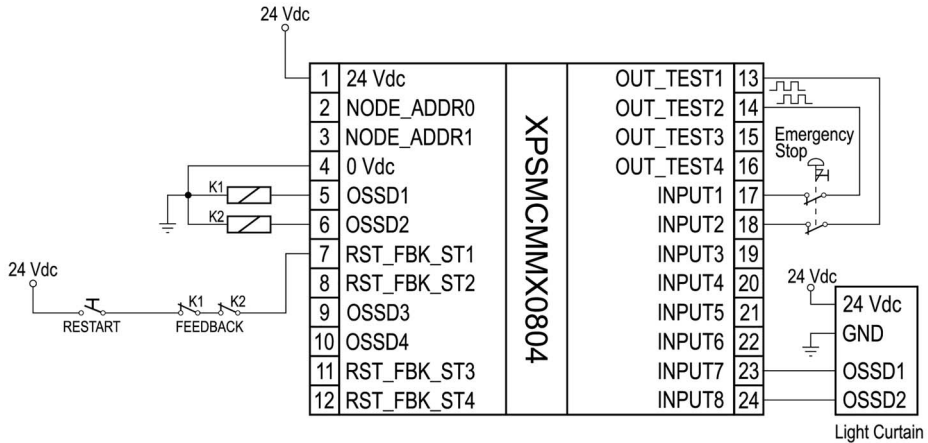 24 Vdc
1 24 Vdc
2 NODE_ADDR0
3 NODE_ADDR1
4 0 Vdc
K1 5 OSSD1
K2 6 OSSD2
7 RST_FBK_ST1
8 RST_FBK_ST2
9 OSSD3
10 OSSD4
11 RST_FBK_ST3
12 RST_FBK_ST4
24 Vdc
RESTART
K1 K2
FEEDBACK
XPSMCMMX0804
OUT_TEST1 13
OUT_TEST2 14
OUT_TEST3 15
OUT_TEST4 16
INPUT1 17
INPUT2 18
INPUT3 19
INPUT4 20
INPUT5 21
INPUT6 22
INPUT7 23
INPUT8 24
Emergency
Stop
24 Vdc
24 Vdc
GND
OSSD1
OSSD2
Light Curtain